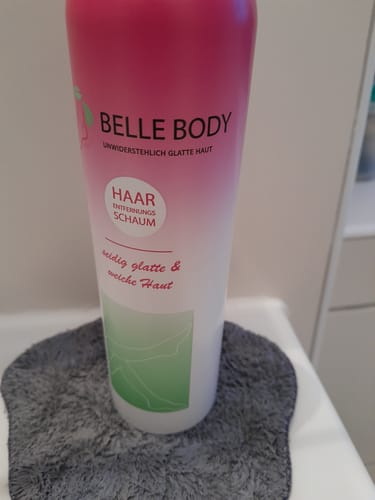 BELLE BODY
UNWIDERSTEHLICH GLATTE HAUT
HAAR
ENTFERNUNGS
SCHAUM
seidig glatte &
weiche Haut